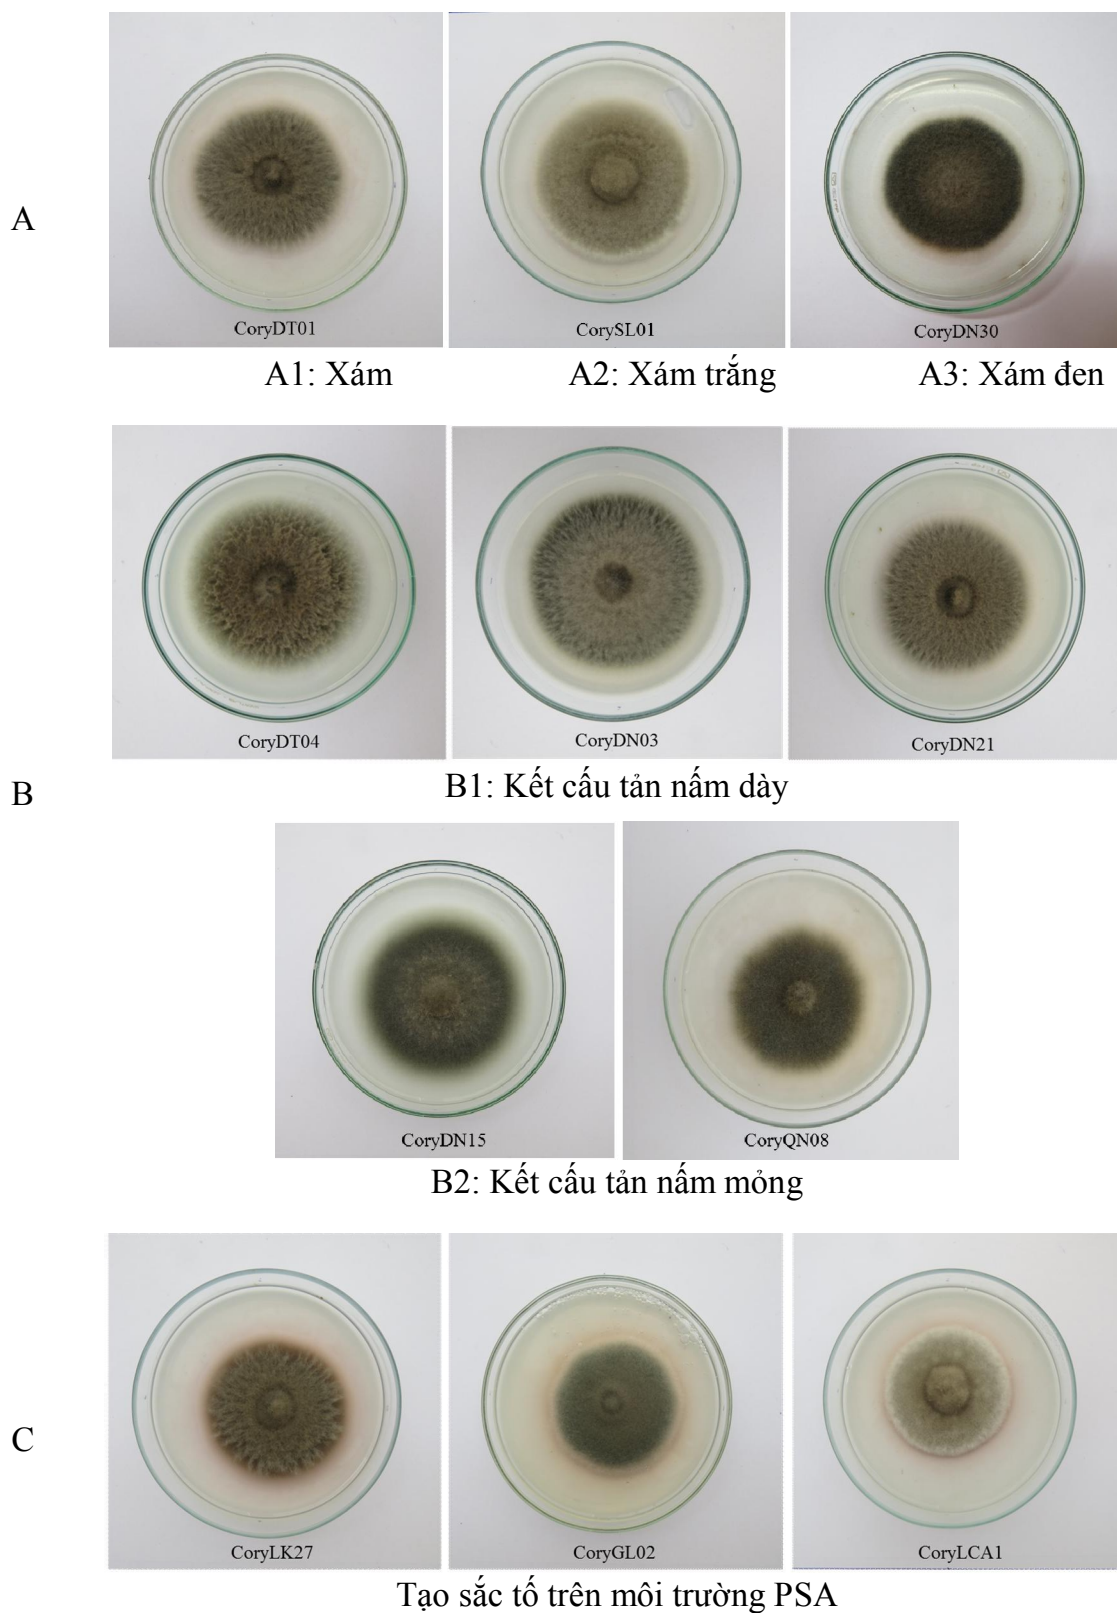 A
CoryDT01
CorySL01
CoryDN30
A1: Xám
A2: Xám trắng
A3: Xám đen
B
CoryDT04
CoryDN03
CoryDN21
B1: Kết cấu tản nấm dày
CoryDN15
CoryQN08
B2: Kết cấu tản nấm mỏng
C
CoryLK27
CoryGL02
CoryLCA1
Tạo sắc tố trên môi trường PSA